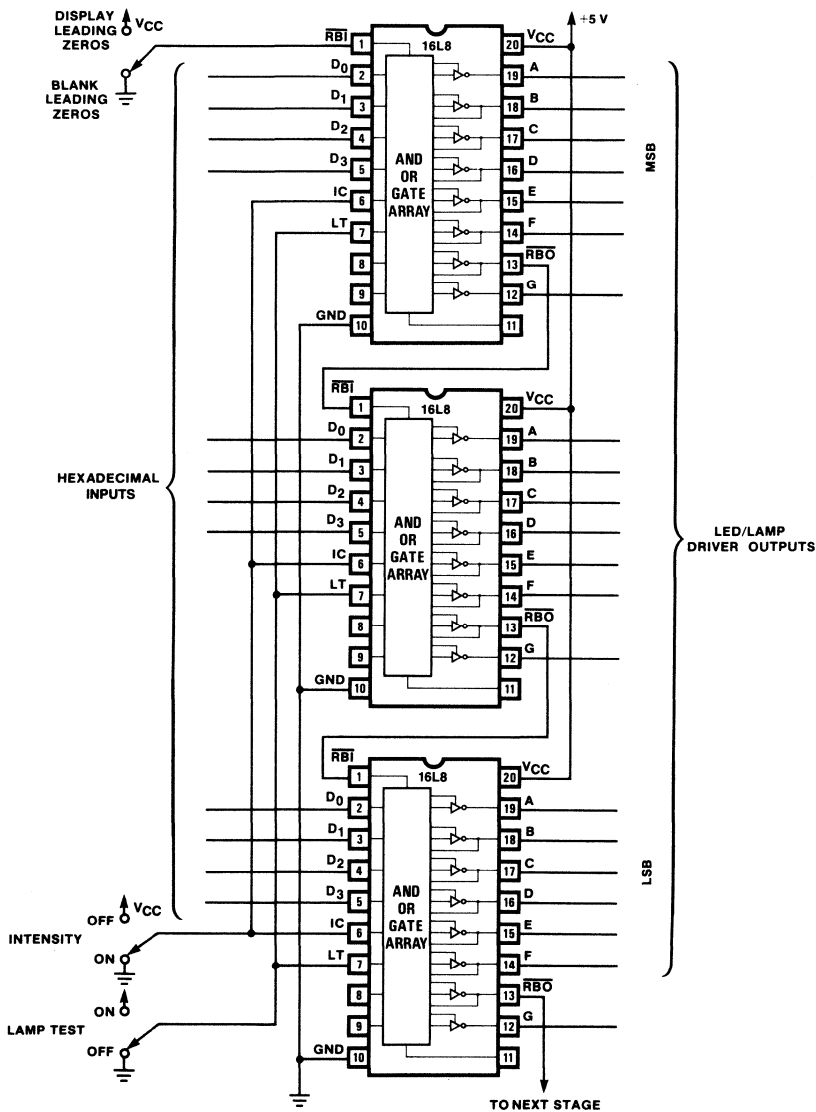 DISPLAY
LEADING
ZEROS
VCC
BLANK
LEADING
ZEROS
+5 V
RBI
1
16L8
20
VCC
D0
2
19
A
D1
3
18
B
D2
4
17
C
D3
5
16
D
IC
6
15
E
LT
7
14
F
8
13
RBO
9
12
G
GND
10
11
AND
OR
GATE
ARRAY
MSB
RBI
1
16L8
20
VCC
D0
2
19
A
D1
3
18
B
D2
4
17
C
D3
5
16
D
IC
6
15
E
LT
7
14
F
8
13
RBO
9
12
G
GND
10
11
AND
OR
GATE
ARRAY
HEXADECIMAL
INPUTS
LED/LAMP
DRIVER OUTPUTS
RBI
1
16L8
20
VCC
D0
2
19
A
D1
3
18
B
D2
4
17
C
D3
5
16
D
IC
6
15
E
LT
7
14
F
8
13
RBO
9
12
G
GND
10
11
AND
OR
GATE
ARRAY
LSB
OFF
VCC
INTENSITY
ON
ON
LAMP TEST
OFF
TO NEXT STAGE